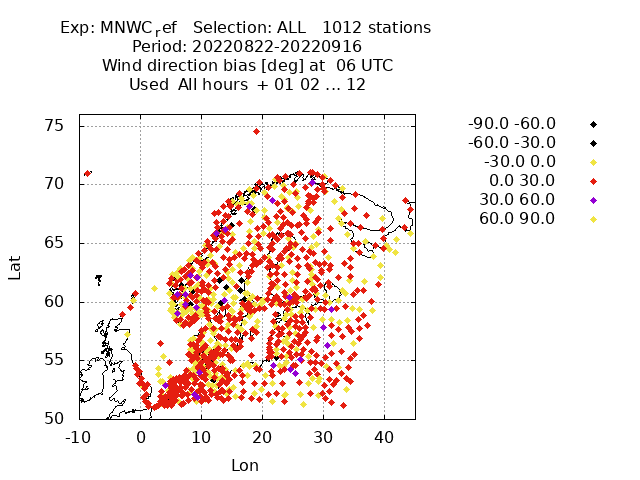 Exp: MNWCref Selection: ALL 1012 stations
Period: 20220822-20220916
Wind direction bias [deg] at 06 UTC
Used All hours + 01 02 ... 12
-90.0 -60.0
-60.0 -30.0
-30.0 0.0
0.0 30.0
30.0 60.0
60.0 90.0
75
70
65
60
55
50
Lat
-10 0 10 20 30 40
Lon